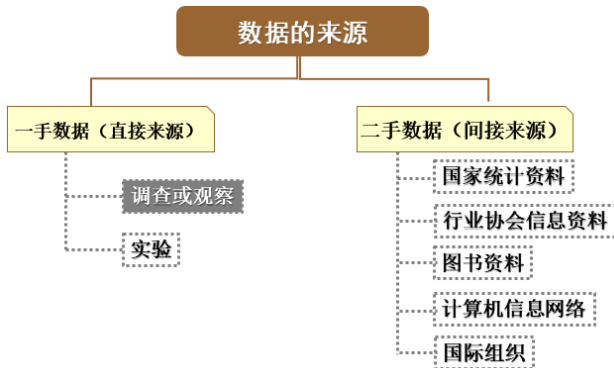 数据的来源
一手数据（直接来源）
调查或观察
实验
二手数据（间接来源）
国家统计资料
行业协会信息资料
图书资料
计算机信息网络
国际组织